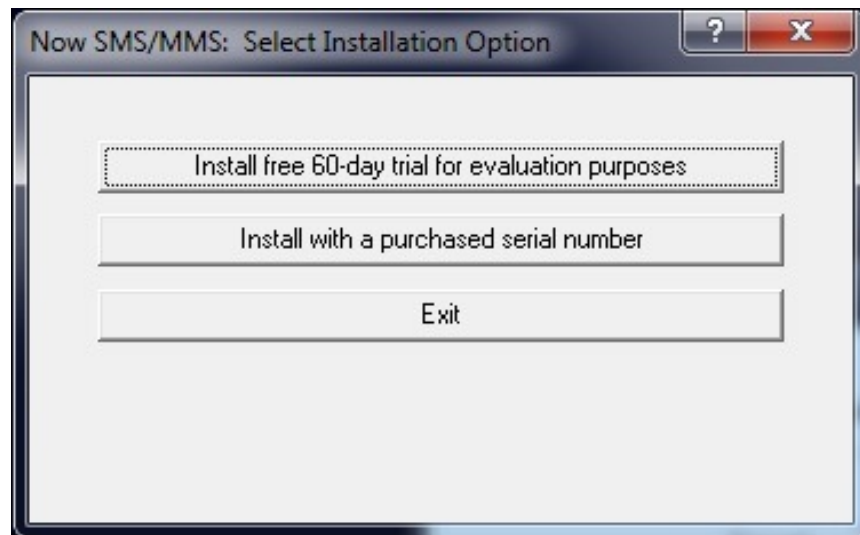 Now SMS/MMS: Select Installation Option
Install free 60-day trial for evaluation purposes
Install with a purchased serial number
Exit